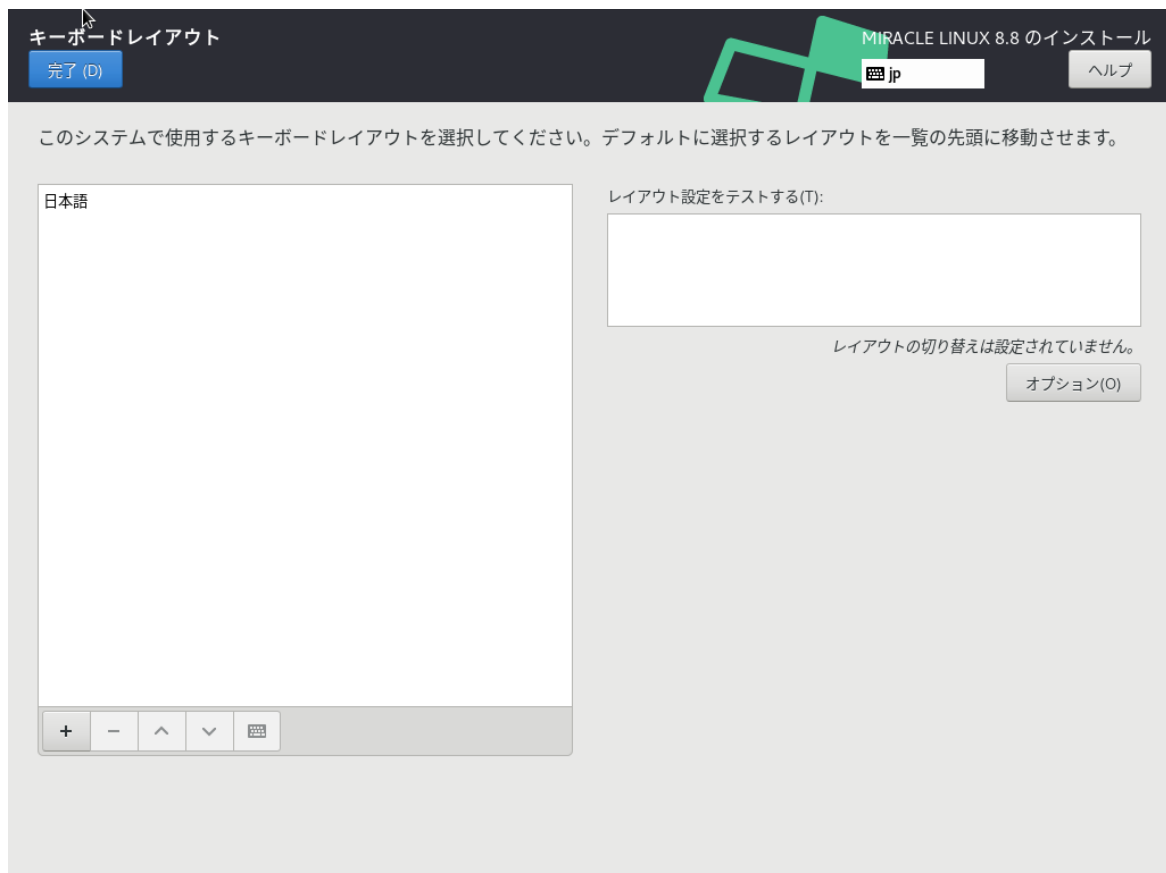 キーボードレイアウト
MIRACLE LINUX 8.8 のインストール
完了 (D)
jp
ヘルプ
このシステムで使用するキーボードレイアウトを選択してください。デフォルトに選択するレイアウトを一覧の先頭に移動させます。
日本語
レイアウト設定をテストする(T):
レイアウトの切り替えは設定されていません。
オプション(O)